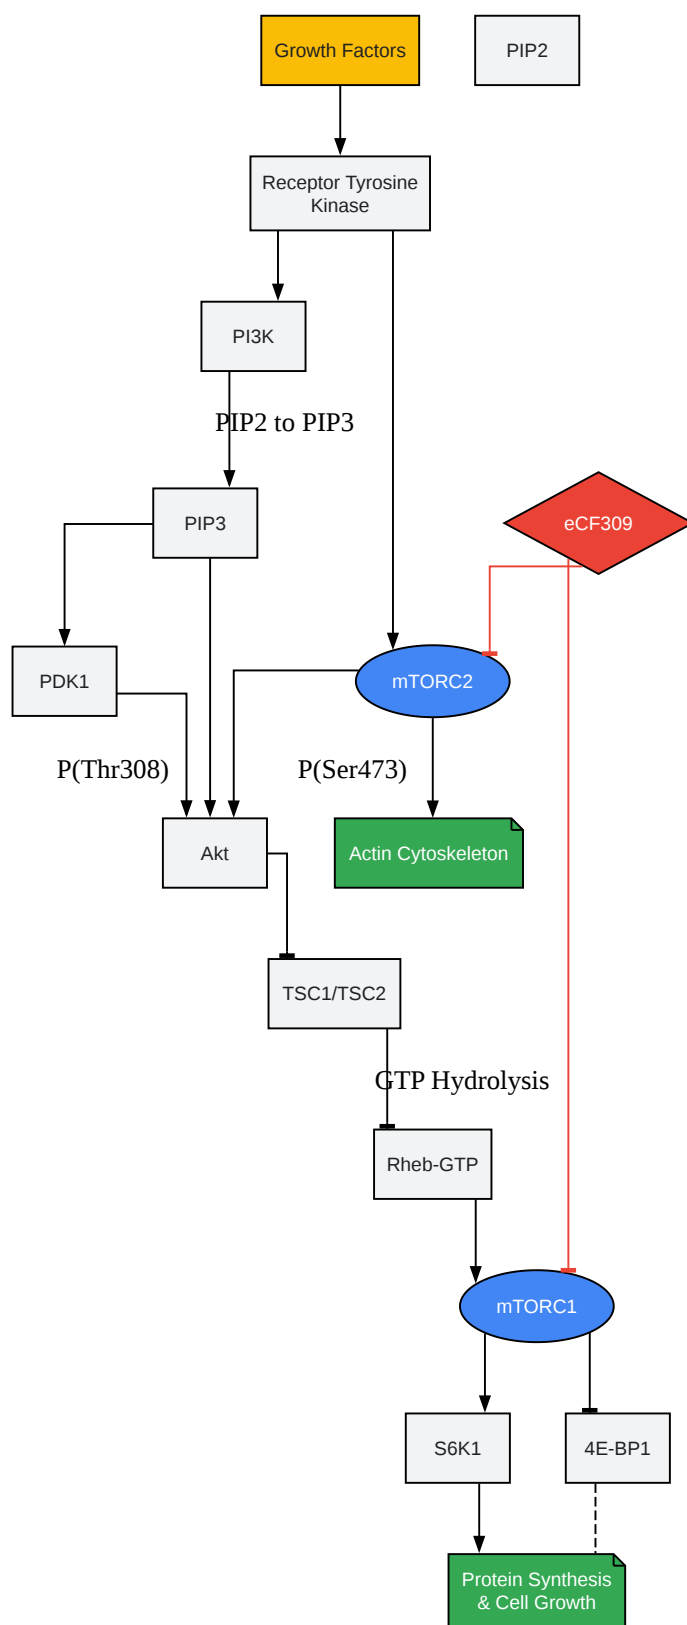 Growth Factors
PIP2
Receptor Tyrosine
Kinase
PI3K
PIP2 to PIP3
PIP3
eCF309
PDK1
mTORC2
P(Thr308)
P(Ser473)
Akt
Actin Cytoskeleton
TSC1/TSC2
GTP Hydrolysis
Rheb-GTP
mTORC1
S6K1
4E-BP1
Protein Synthesis
& Cell Growth